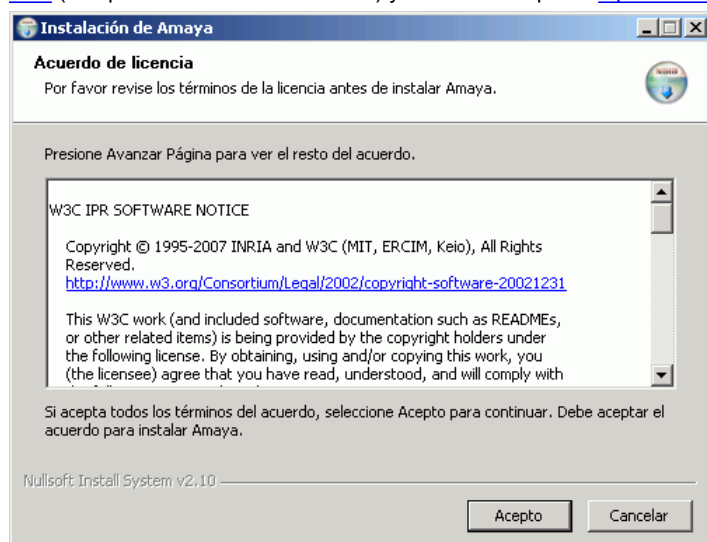 Instalación de Amaya
Acuerdo de licencia
Por favor revise los términos de la licencia antes de instalar Amaya.
Presione Avanzar Página para ver el resto del acuerdo.
W3C IPR SOFTWARE NOTICE
Copyright © 1995-2007 INRIA and W3C (MIT, ERCIM, Keio), All Rights
Reserved.
http://www.w3.org/Consortium/Legal/2002/copyright-software-20021231
This W3C work (and included software, documentation such as READMEs,
or other related items) is being provided by the copyright holders under
the following license. By obtaining, using and/or copying this work, you
(the licensee) agree that you have read, understood, and will comply with
Si acepta todos los términos del acuerdo, seleccione Acepto para continuar. Debe aceptar el
acuerdo para instalar Amaya.
Nullsoft Install System v2.10
Acepto Cancelar